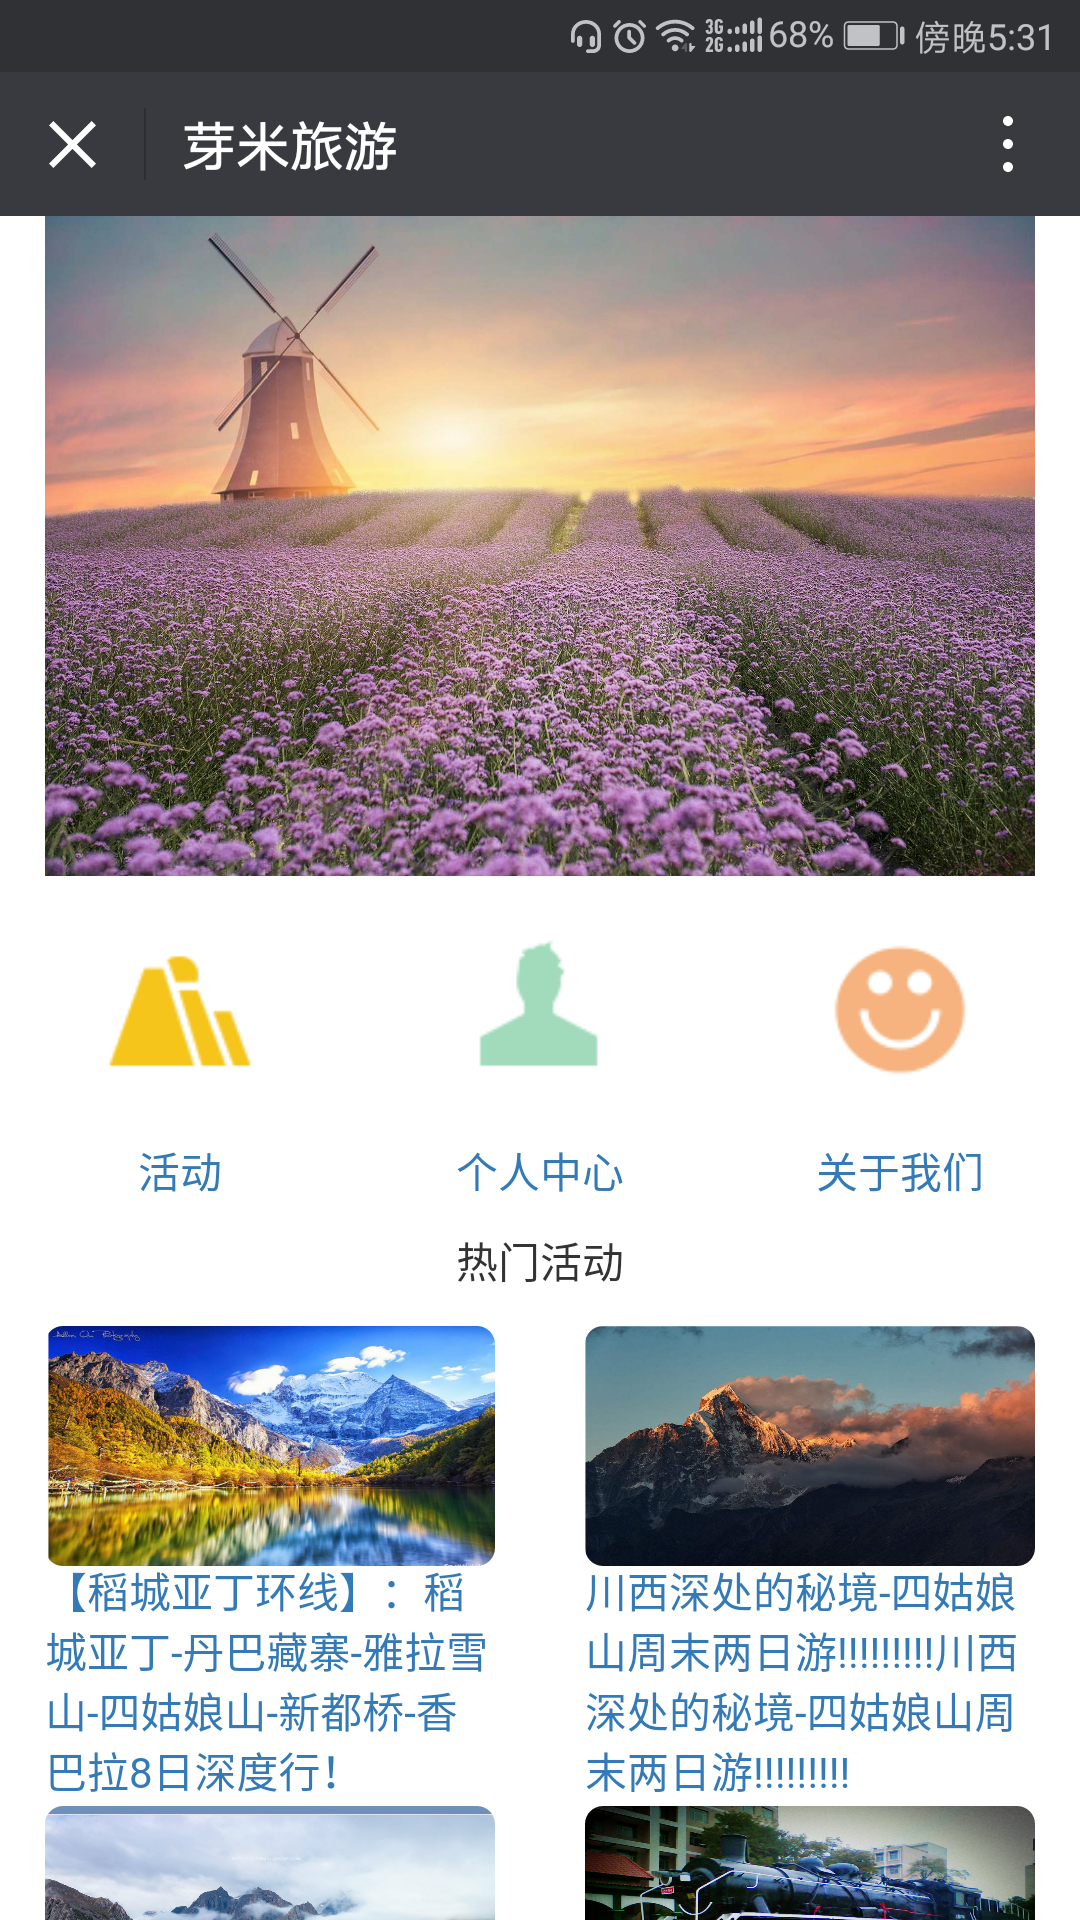 3G
2G
68%
傍晚5:31
芽米旅游
活动
个人中心
关于我们
热门活动
【稻城亚丁环线】：稻
城亚丁-丹巴藏寨-雅拉雪
山-四姑娘山-新都桥-香
巴拉8日深度行！
川西深处的秘境-四姑娘
山周末两日游!!!!!!!!!川西
深处的秘境-四姑娘山周
末两日游!!!!!!!!!